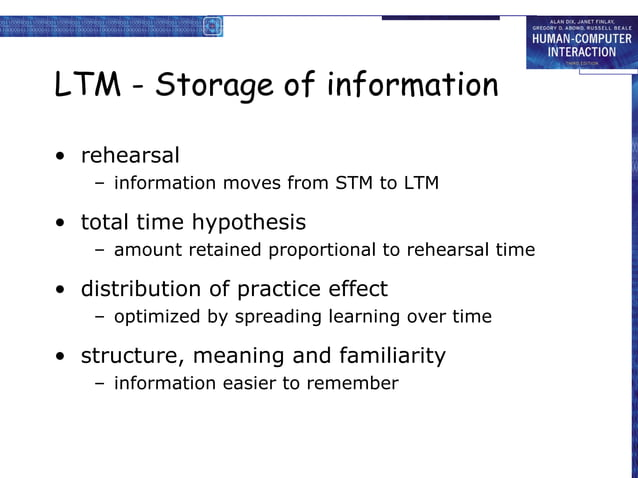 ALAN DIX, JANET FINLAY,
GREGORY D. ABOWD, RUSSELL BEALE
HUMAN-COMPUTER
INTERACTION
THIRD EDITION
LTM - Storage of information
• rehearsal
– information moves from STM to LTM
• total time hypothesis
– amount retained proportional to rehearsal time
• distribution of practice effect
– optimized by spreading learning over time
• structure, meaning and familiarity
– information easier to remember